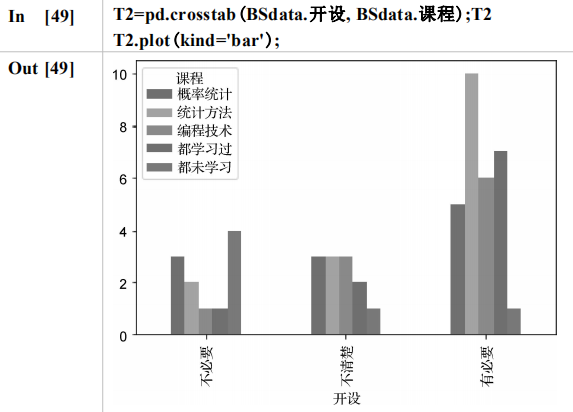 In [49]
T2=pd.crosstab(BSdata.开设, BSdata.课程);T2
T2.plot(kind='bar');
Out [49]
课程
概率统计
统计方法
编程技术
都学习过
都未学习
10
8
6
4
2
0
不必要
不清楚
有必要
开设